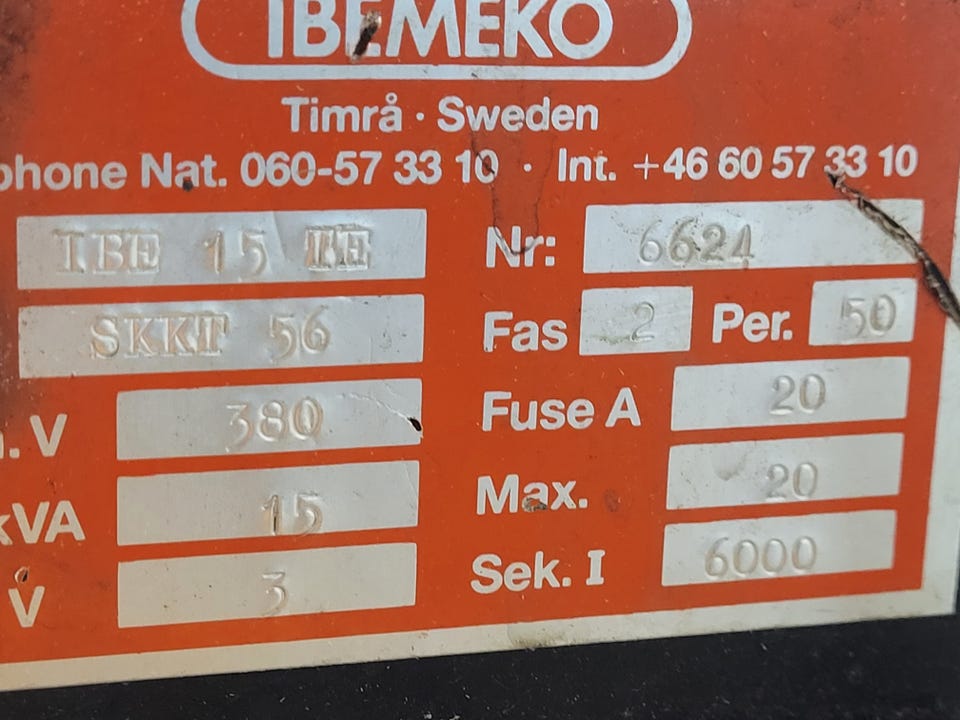 IBEMEKO
Timrå · Sweden
phone Nat. 060-57 33 10 · Int. +46 60 57 33 10
IBE 15 TE Nr: 6624
SKKT 56 Fas 2 Per. 50
. V 380 Fuse A 20
kVA 15 Max. 20
V 3 Sek. I 6000